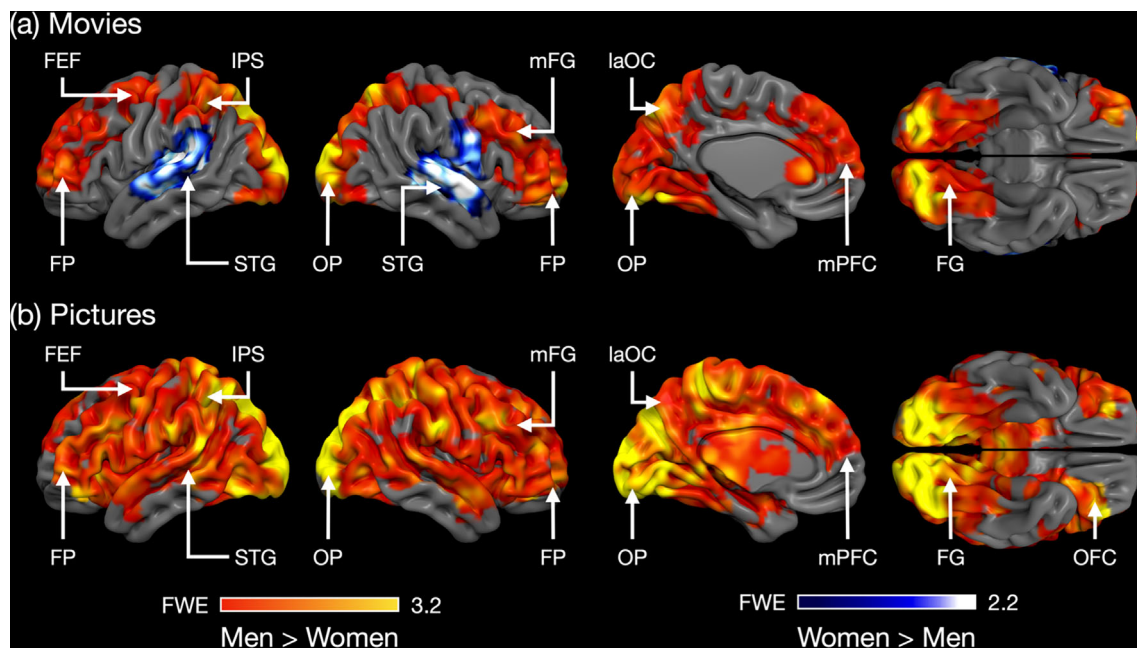 (a) Movies
FEF IPS mFG laOC
FP STG OP STG FP OP mPFC FG
(b) Pictures
FEF IPS mFG laOC
FP STG OP FP OP mPFC FG OFC
FWE 3.2 FWE 2.2
Men > Women Women > Men